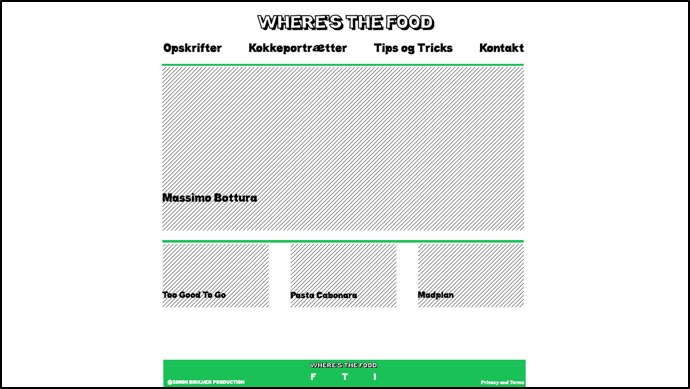 WHERE'S THE FOOD
Opskrifter Køkkeportrætter Tips og Tricks Kontakt
Massimo Bottura
Too Good To Go Pasta Cabonara Madplan
WHERE'S THE FOOD
F T I
@SIMON BIRKJÆR PRODUCTION Privacy and Terms